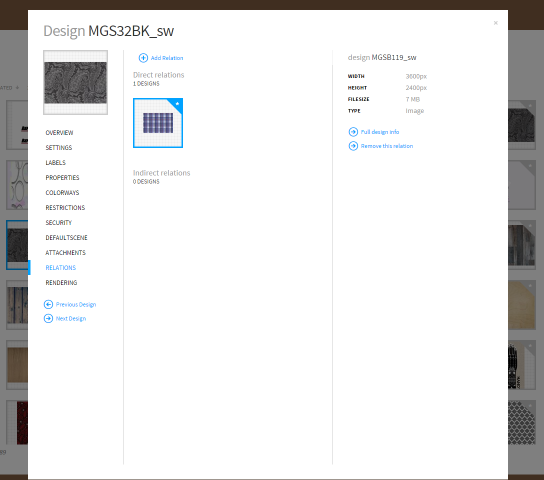 Design MGS32BK_sw
×
OVERVIEW
SETTINGS
LABELS
PROPERTIES
COLORWAYS
RESTRICTIONS
SECURITY
DEFAULTSCENE
ATTACHMENTS
RELATIONS
RENDERING
Previous Design
Next Design
Add Relation
Direct relations
1 DESIGNS
Indirect relations
0 DESIGNS
design MGSB119_sw
WIDTH 3600px
HEIGHT 2400px
FILESIZE 7 MB
TYPE image
Full design info
Remove this relation